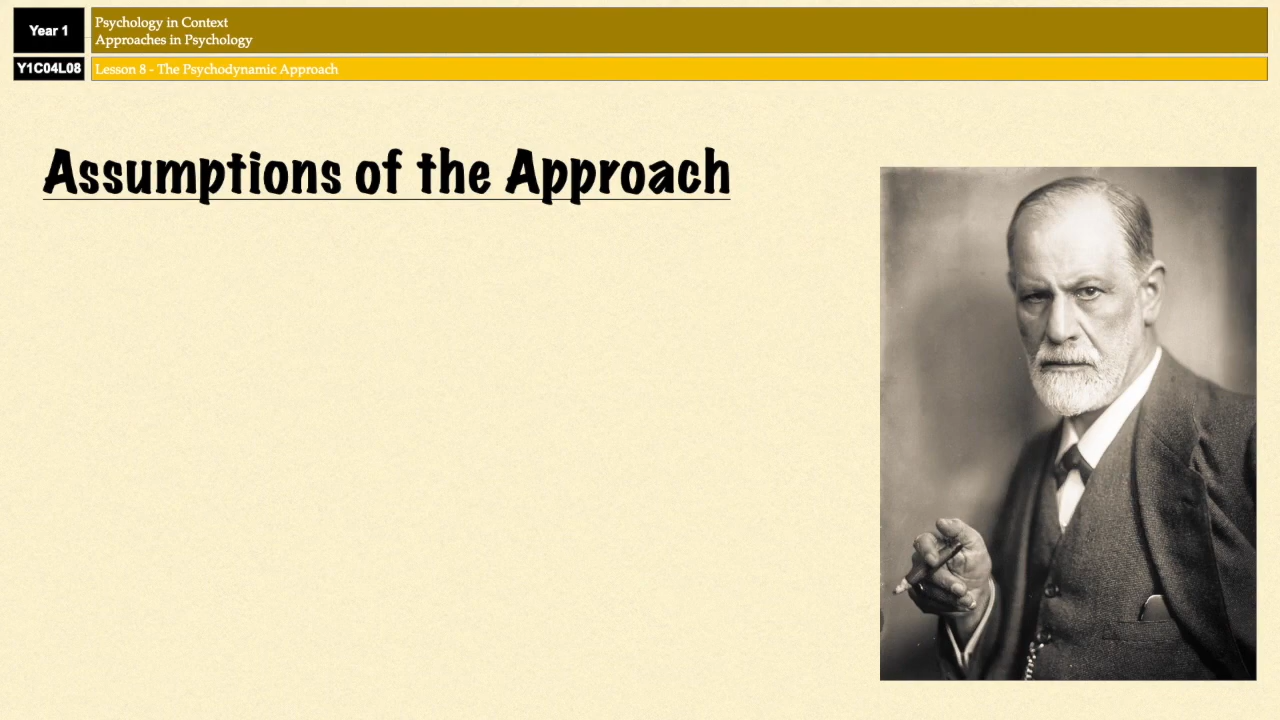 Year 1
Psychology in Context
Approaches in Psychology
Y1C04L08
Lesson 8 - The Psychodynamic Approach
Assumptions of the Approach